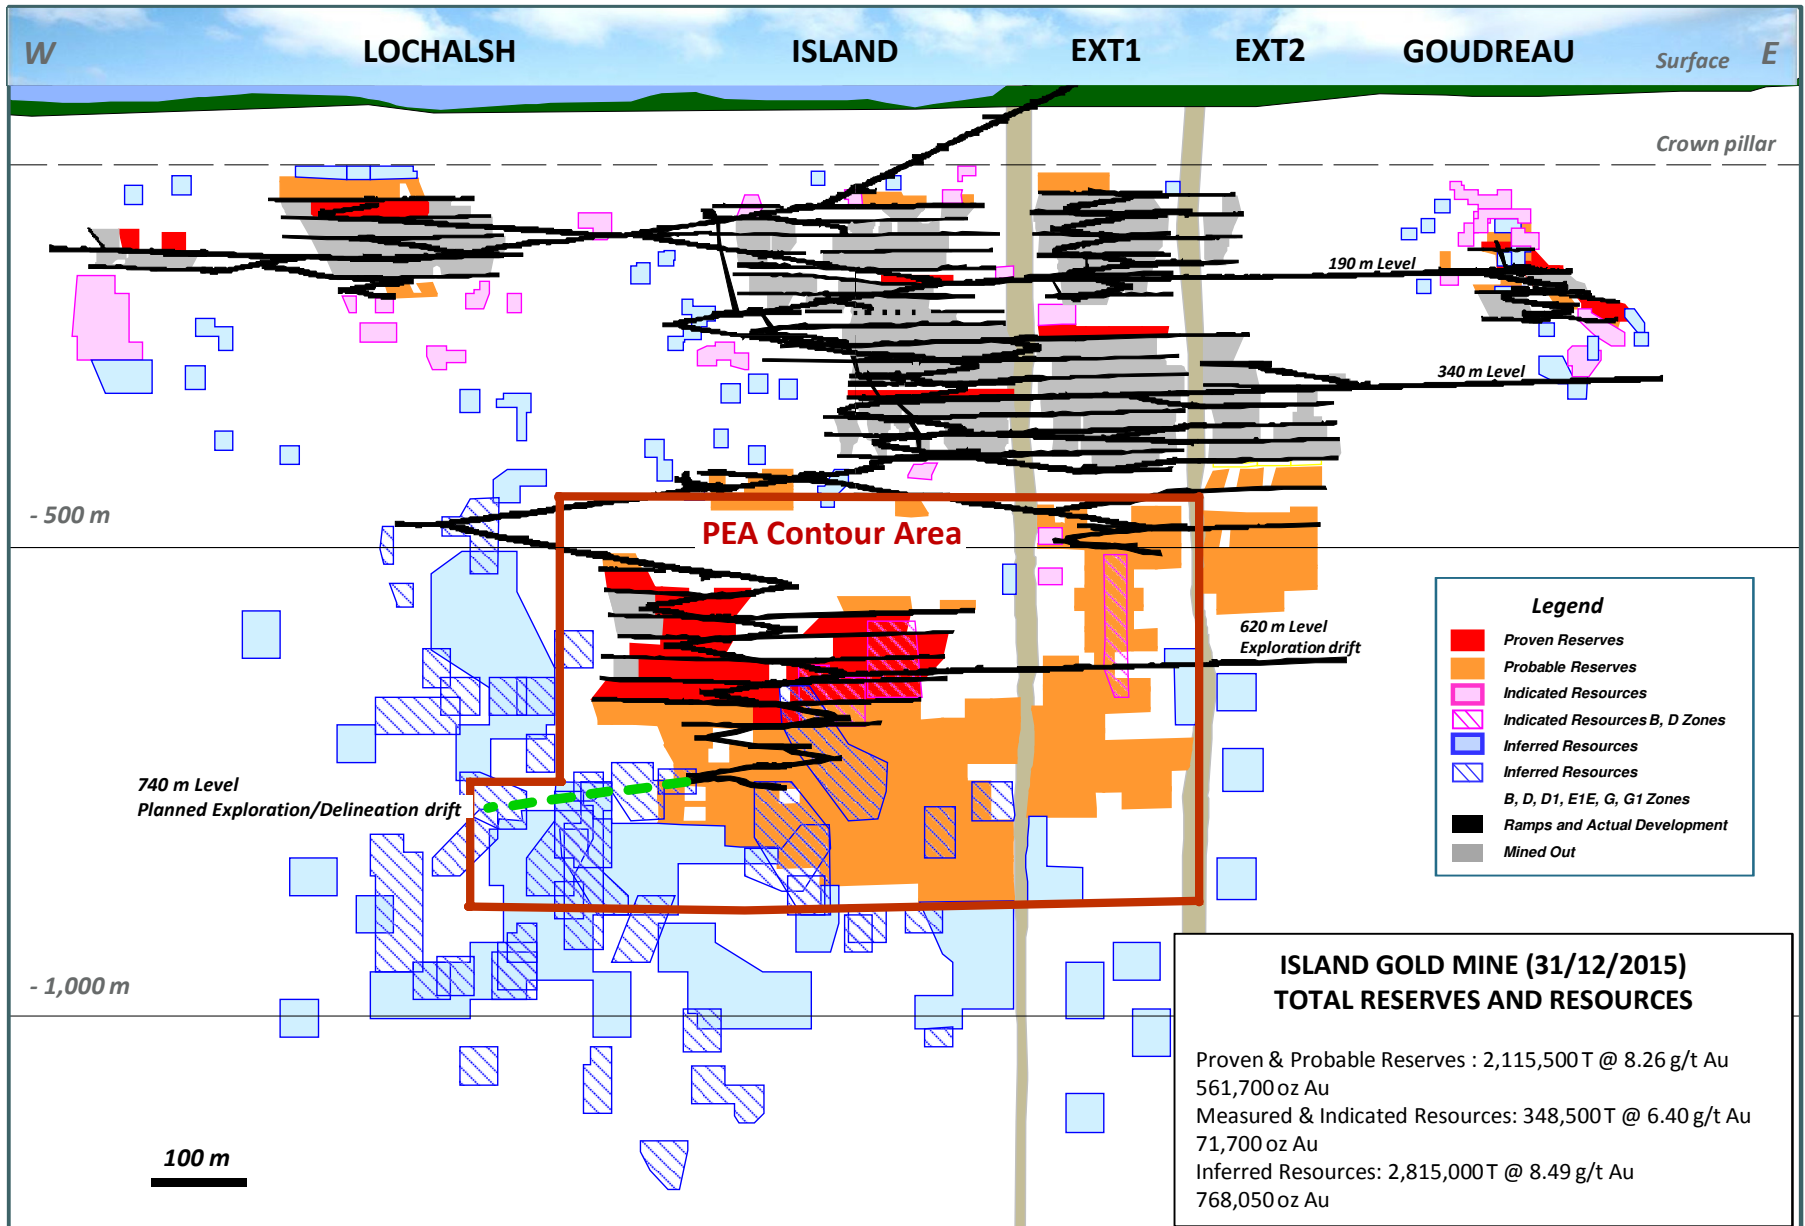 W
LOCHALSH
ISLAND
EXT1
EXT2
GOUDREAU
Surface
E
Crown pillar
190 m Level
340 m Level
- 500 m
PEA Contour Area
620 m Level
Exploration drift
Legend
Proven Reserves
Probable Reserves
Indicated Resources
Indicated Resources B, D Zones
Inferred Resources
Inferred Resources
B, D, D1, E1E, G, G1 Zones
Ramps and Actual Development
Mined Out
740 m Level
Planned Exploration/Delineation drift
- 1,000 m
100 m
ISLAND GOLD MINE (31/12/2015)
TOTAL RESERVES AND RESOURCES
Proven & Probable Reserves : 2,115,500 T @ 8.26 g/t Au
561,700 oz Au
Measured & Indicated Resources: 348,500 T @ 6.40 g/t Au
71,700 oz Au
Inferred Resources: 2,815,000 T @ 8.49 g/t Au
768,050 oz Au